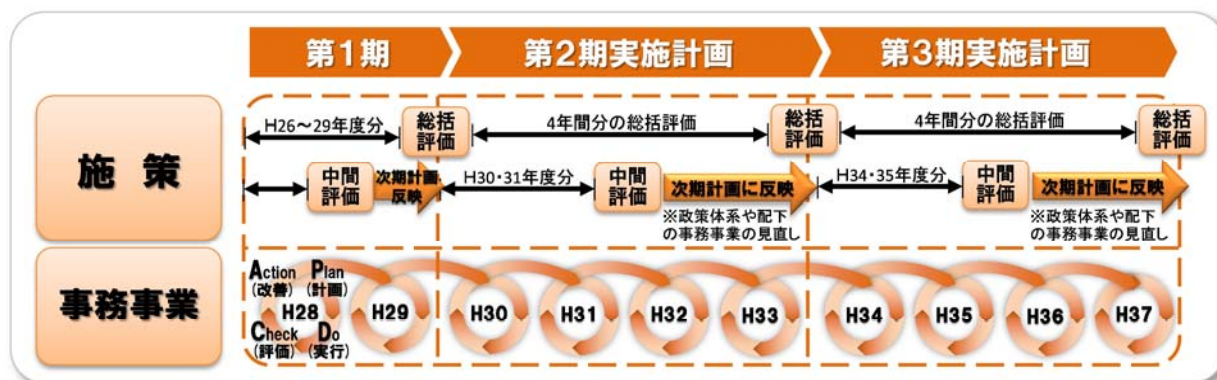 第1期
第2期実施計画
第3期実施計画
施 策
H26～29年度分
総括
評価
4年間分の総括評価
総括
評価
4年間分の総括評価
総括
評価
中間
評価
次期計画
反映
H30・31年度分
中間
評価
次期計画に反映
※政策体系や配下
の事務事業の見直し
H34・35年度分
中間
評価
次期計画に反映
※政策体系や配下
の事務事業の見直し
事務事業
Action Plan
(改善) (計画)
H28
Check Do
(評価) (実行)
H29
H30
H31
H32
H33
H34
H35
H36
H37